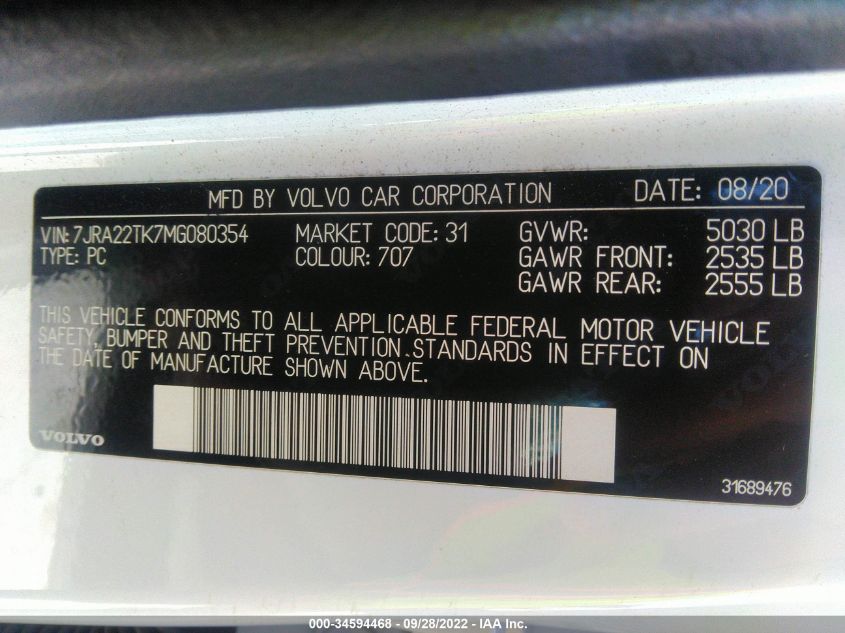 MFD BY VOLVO CAR CORPORATION DATE: 08/20
VIN: 7JRA22TK7MG080354 MARKET CODE: 31 GVWR: 5030 LB
TYPE: PC COLOUR: 707 GAWR FRONT: 2535 LB
GAWR REAR: 2555 LB
THIS VEHICLE CONFORMS TO ALL APPLICABLE FEDERAL MOTOR VEHICLE
SAFETY, BUMPER AND THEFT PREVENTION STANDARDS IN EFFECT ON
THE DATE OF MANUFACTURE SHOWN ABOVE.
VOLVO
31689476
000-34594468 - 09/28/2022 - IAA Inc.